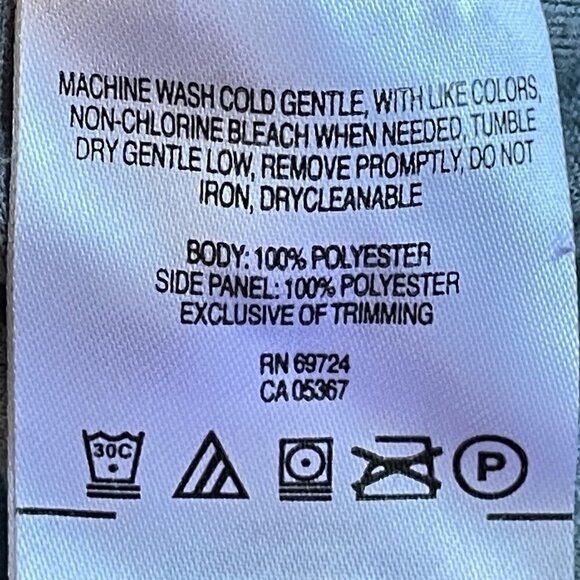 MACHINE WASH COLD GENTLE, WITH LIKE COLORS,
NON-CHLORINE BLEACH WHEN NEEDED, TUMBLE
DRY GENTLE LOW, REMOVE PROMPTLY, DO NOT
IRON, DRYCLEANABLE
BODY: 100% POLYESTER
SIDE PANEL: 100% POLYESTER
EXCLUSIVE OF TRIMMING
RN 69724
CA 05367
30C P